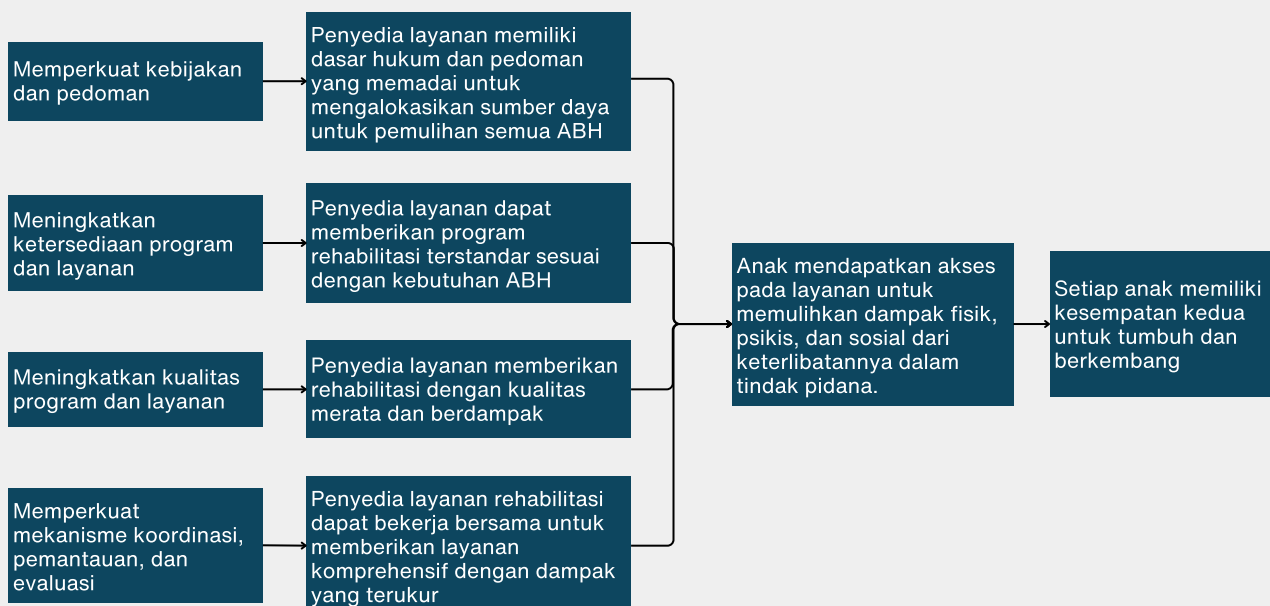 Memperkuat kebijakan
dan pedoman
Penyedia layanan memiliki
dasar hukum dan pedoman
yang memadai untuk
mengalokasikan sumber daya
untuk pemulihan semua ABH
Meningkatkan
ketersediaan program
dan layanan
Penyedia layanan dapat
memberikan program
rehabilitasi terstandar sesuai
dengan kebutuhan ABH
Meningkatkan kualitas
program dan layanan
Penyedia layanan memberikan
rehabilitasi dengan kualitas
merata dan berdampak
Memperkuat
mekanisme koordinasi,
pemantauan, dan
evaluasi
Penyedia layanan rehabilitasi
dapat bekerja bersama untuk
memberikan layanan
komprehensif dengan dampak
yang terukur
Anak mendapatkan akses
pada layanan untuk
memulihkan dampak fisik,
psikis, dan sosial dari
keterlibatannya dalam
tindak pidana.
Setiap anak memiliki
kesempatan kedua
untuk tumbuh dan
berkembang